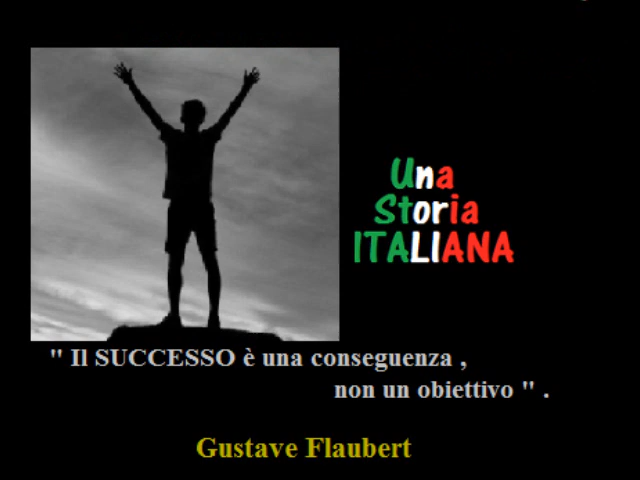 Una
Storia
ITALIANA
" Il SUCCESSO è una conseguenza ,
non un obiettivo " .
Gustave Flaubert